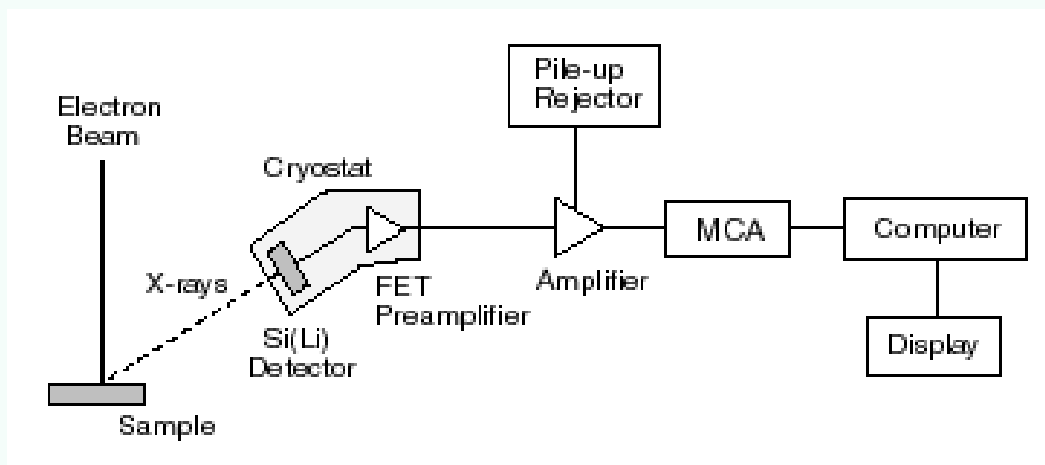 Electron
Beam
Cryostat
Pile-up
Rejector
X-rays
Si(Li)
Detector
FET
Preamplifier
Amplifier
MCA
Computer
Display
Sample